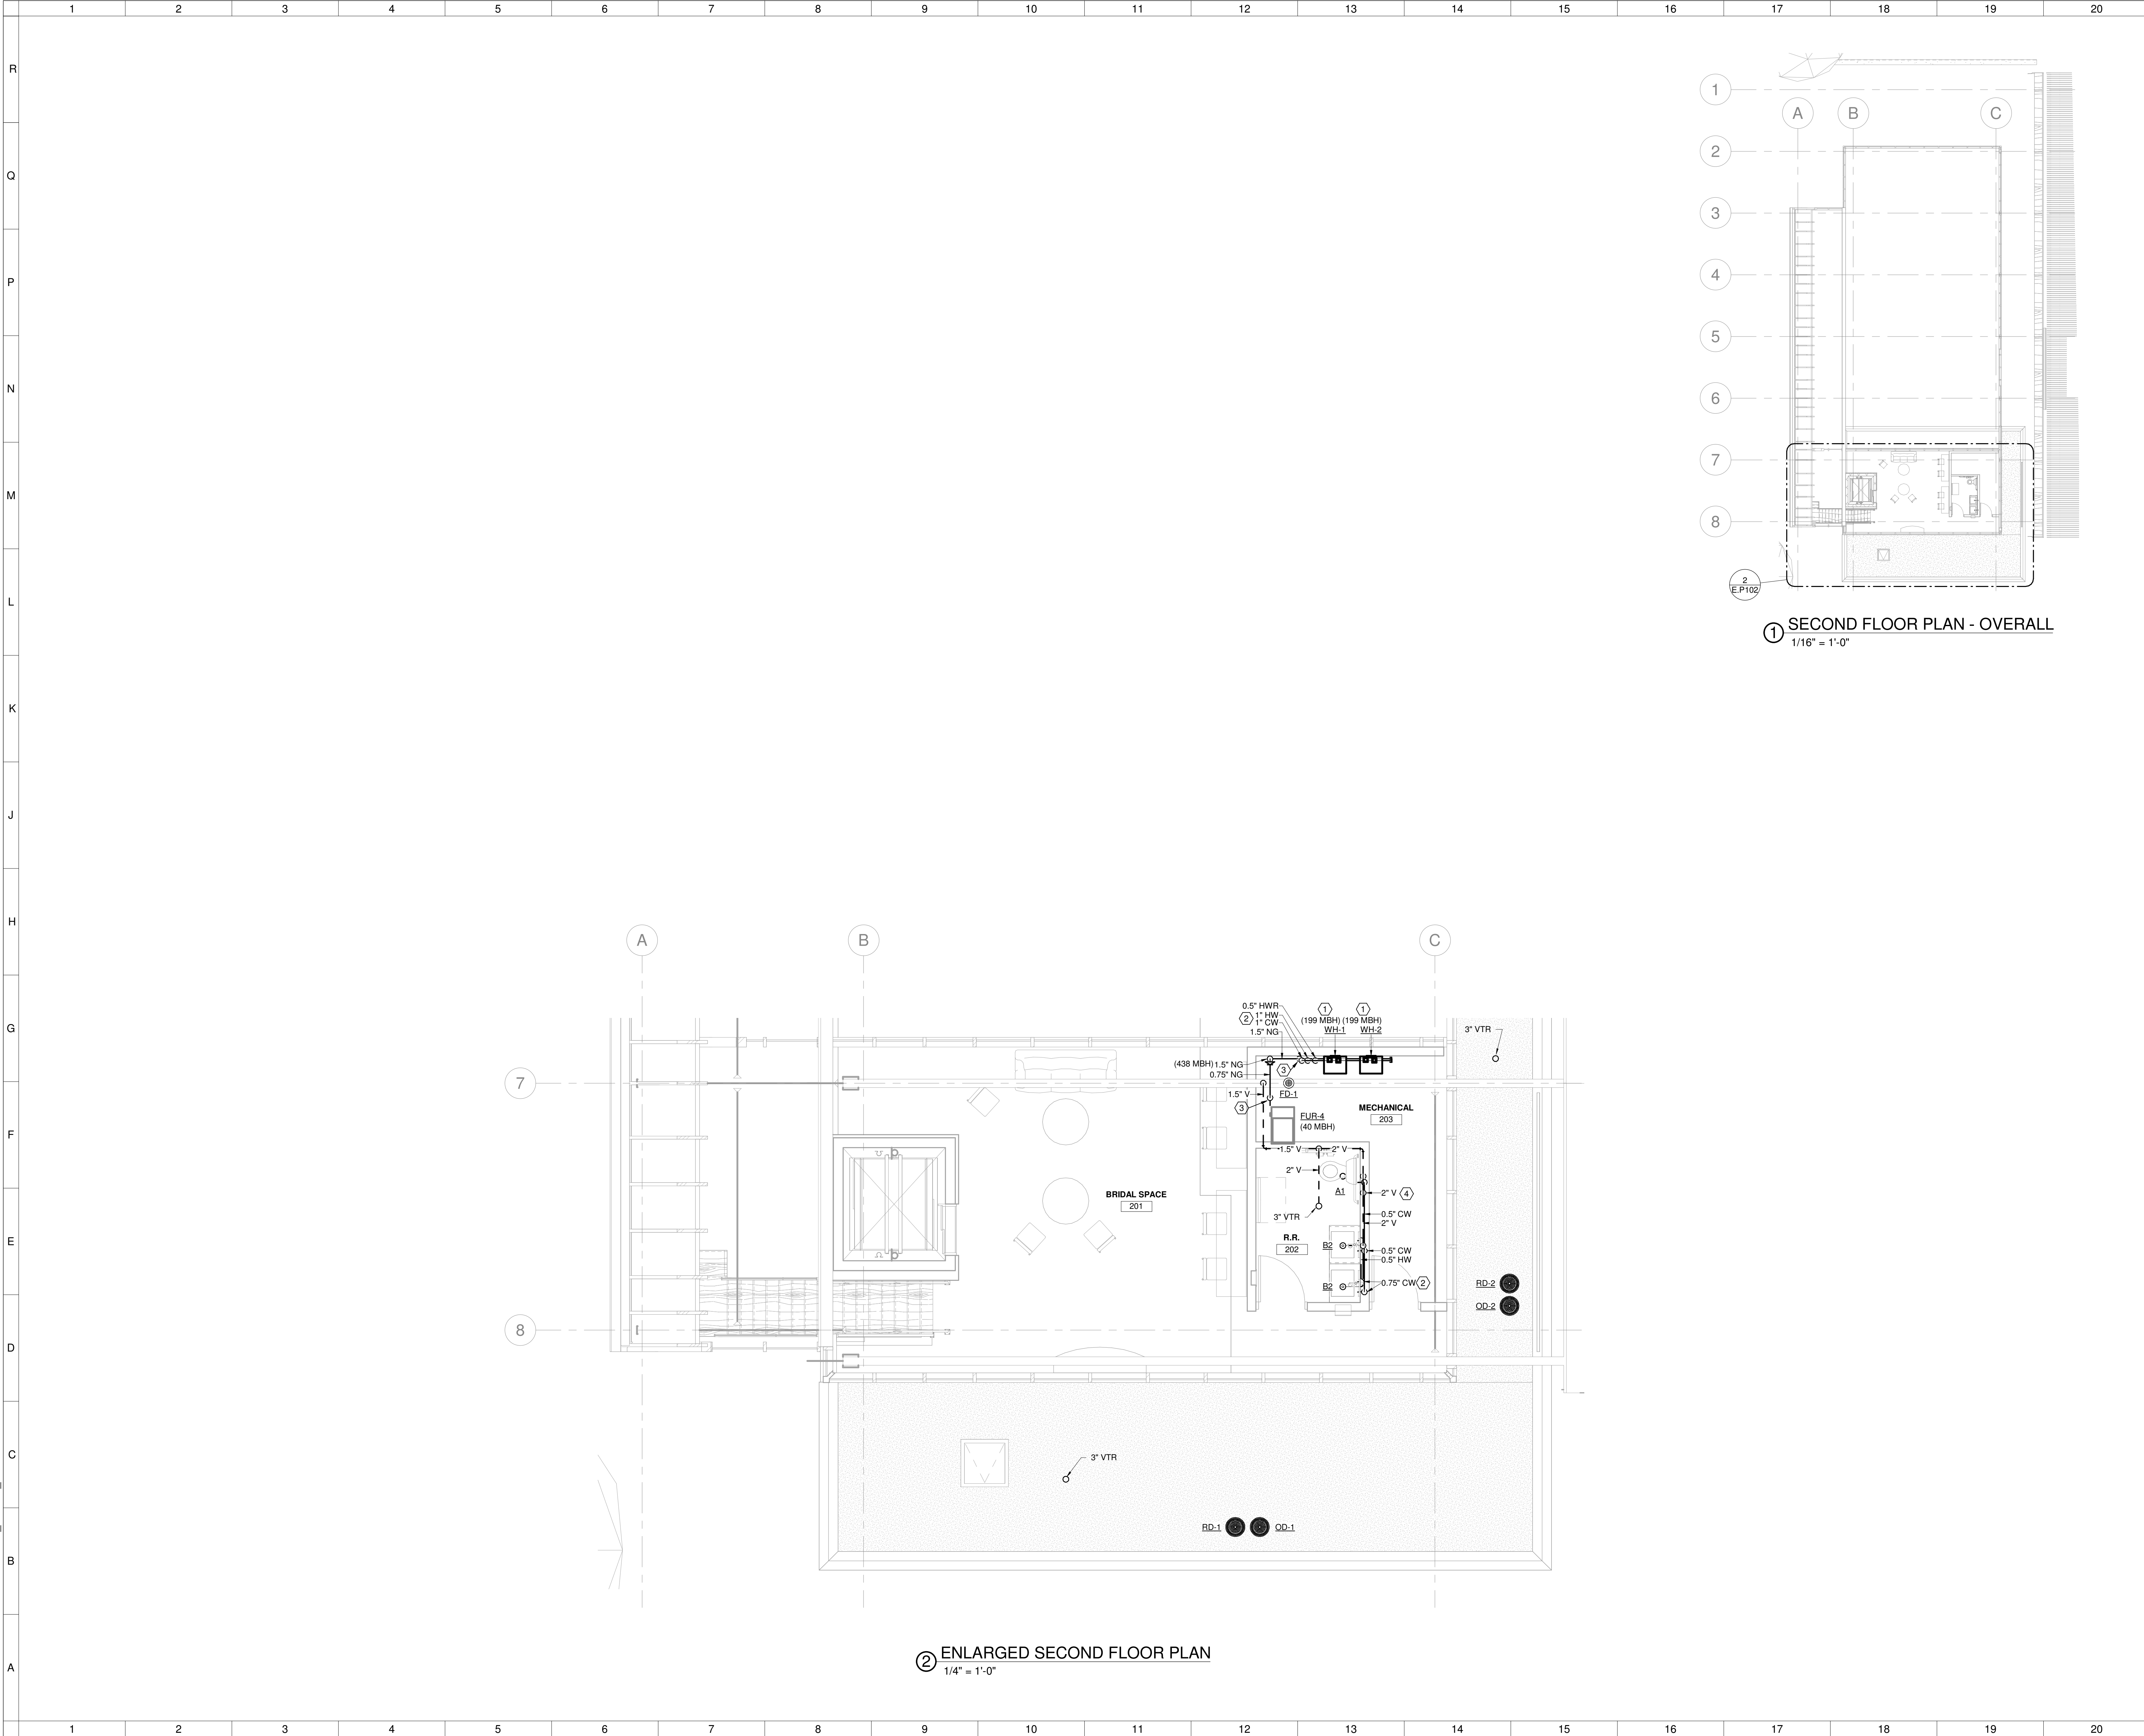 1 2 3 4 5 6 7 8 9 10 11 12 13 14 15 16 17 18 19 20
R
Q
P
N
M
L
K
J
H
G
F
E
D
C
B
A
1
A B C
2
3
4
5
6
7
8
2
E.P102
1 SECOND FLOOR PLAN - OVERALL
1/16" = 1'-0"
A B C
0.5" HWR
2 1" HW
1" CW
1.5" NG
1 1
(199 MBH) (199 MBH)
WH-1 WH-2
3" VTR
(438 MBH) 1.5" NG
3
0.75" NG
7
1.5" V
FD-1
3
FUR-4
(40 MBH)
MECHANICAL
203
1.5" V 2" V
2" V
A1
2" V 4
BRIDAL SPACE
201
0.5" CW
3" VTR
2" V
R.R.
202
B2
0.5" CW
0.5" HW
B2
0.75" CW 2
RD-2
OD-2
8
3" VTR
RD-1 OD-1
2 ENLARGED SECOND FLOOR PLAN
1/4" = 1'-0"
1 2 3 4 5 6 7 8 9 10 11 12 13 14 15 16 17 18 19 20